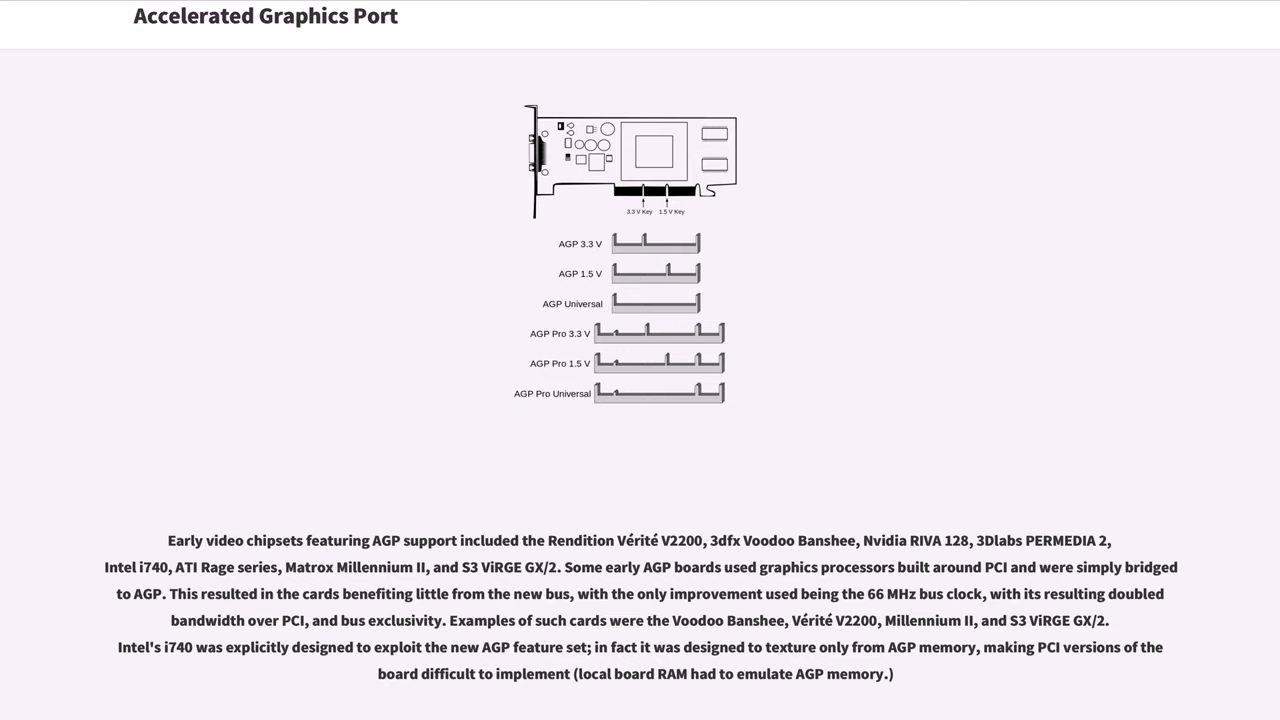 Accelerated Graphics Port
3.3 V Key 1.5 V Key
AGP 3.3 V
AGP 1.5 V
AGP Universal
AGP Pro 3.3 V
AGP Pro 1.5 V
AGP Pro Universal
Early video chipsets featuring AGP support included the Rendition Vérité V2200, 3dfx Voodoo Banshee, Nvidia RIVA 128, 3Dlabs PERMEDIA 2,
Intel i740, ATI Rage series, Matrox Millennium II, and S3 ViRGE GX/2. Some early AGP boards used graphics processors built around PCI and were simply bridged
to AGP. This resulted in the cards benefiting little from the new bus, with the only improvement used being the 66 MHz bus clock, with its resulting doubled
bandwidth over PCI, and bus exclusivity. Examples of such cards were the Voodoo Banshee, Vérité V2200, Millennium II, and S3 ViRGE GX/2.
Intel's i740 was explicitly designed to exploit the new AGP feature set; in fact it was designed to texture only from AGP memory, making PCI versions of the
board difficult to implement (local board RAM had to emulate AGP memory.)